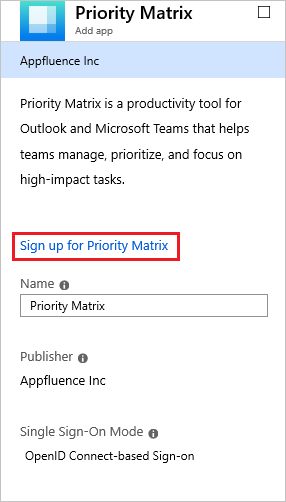 Priority Matrix
Add app
Appfluence Inc
Priority Matrix is a productivity tool for
Outlook and Microsoft Teams that helps
teams manage, prioritize, and focus on
high-impact tasks.
Sign up for Priority Matrix
Name
Priority Matrix
Publisher
Appfluence Inc
Single Sign-On Mode
OpenID Connect-based Sign-on